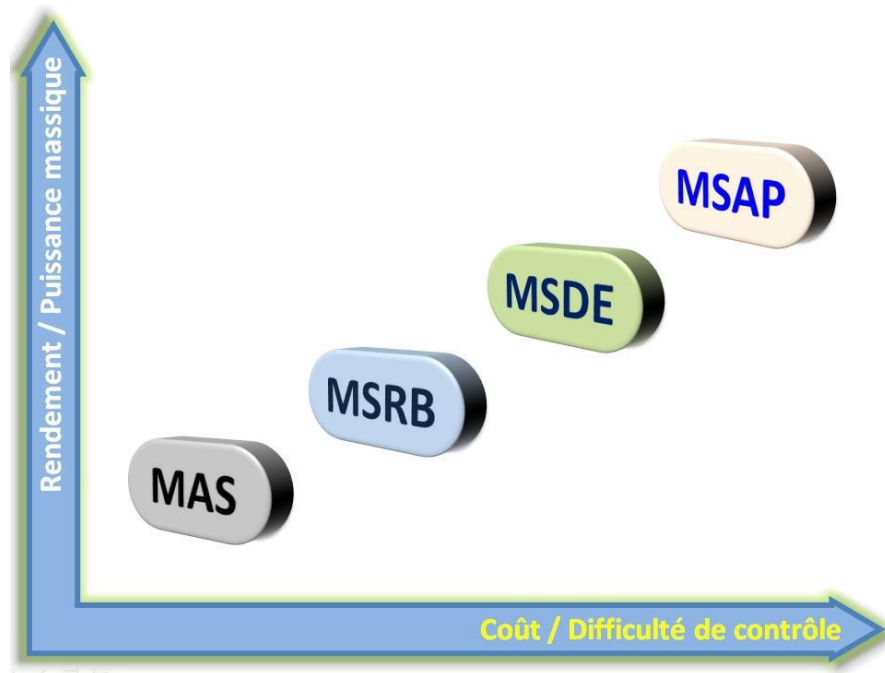 Rendement / Puissance massique
MSAP
MSDE
MSRB
MAS
Coût / Difficulté de contrôle